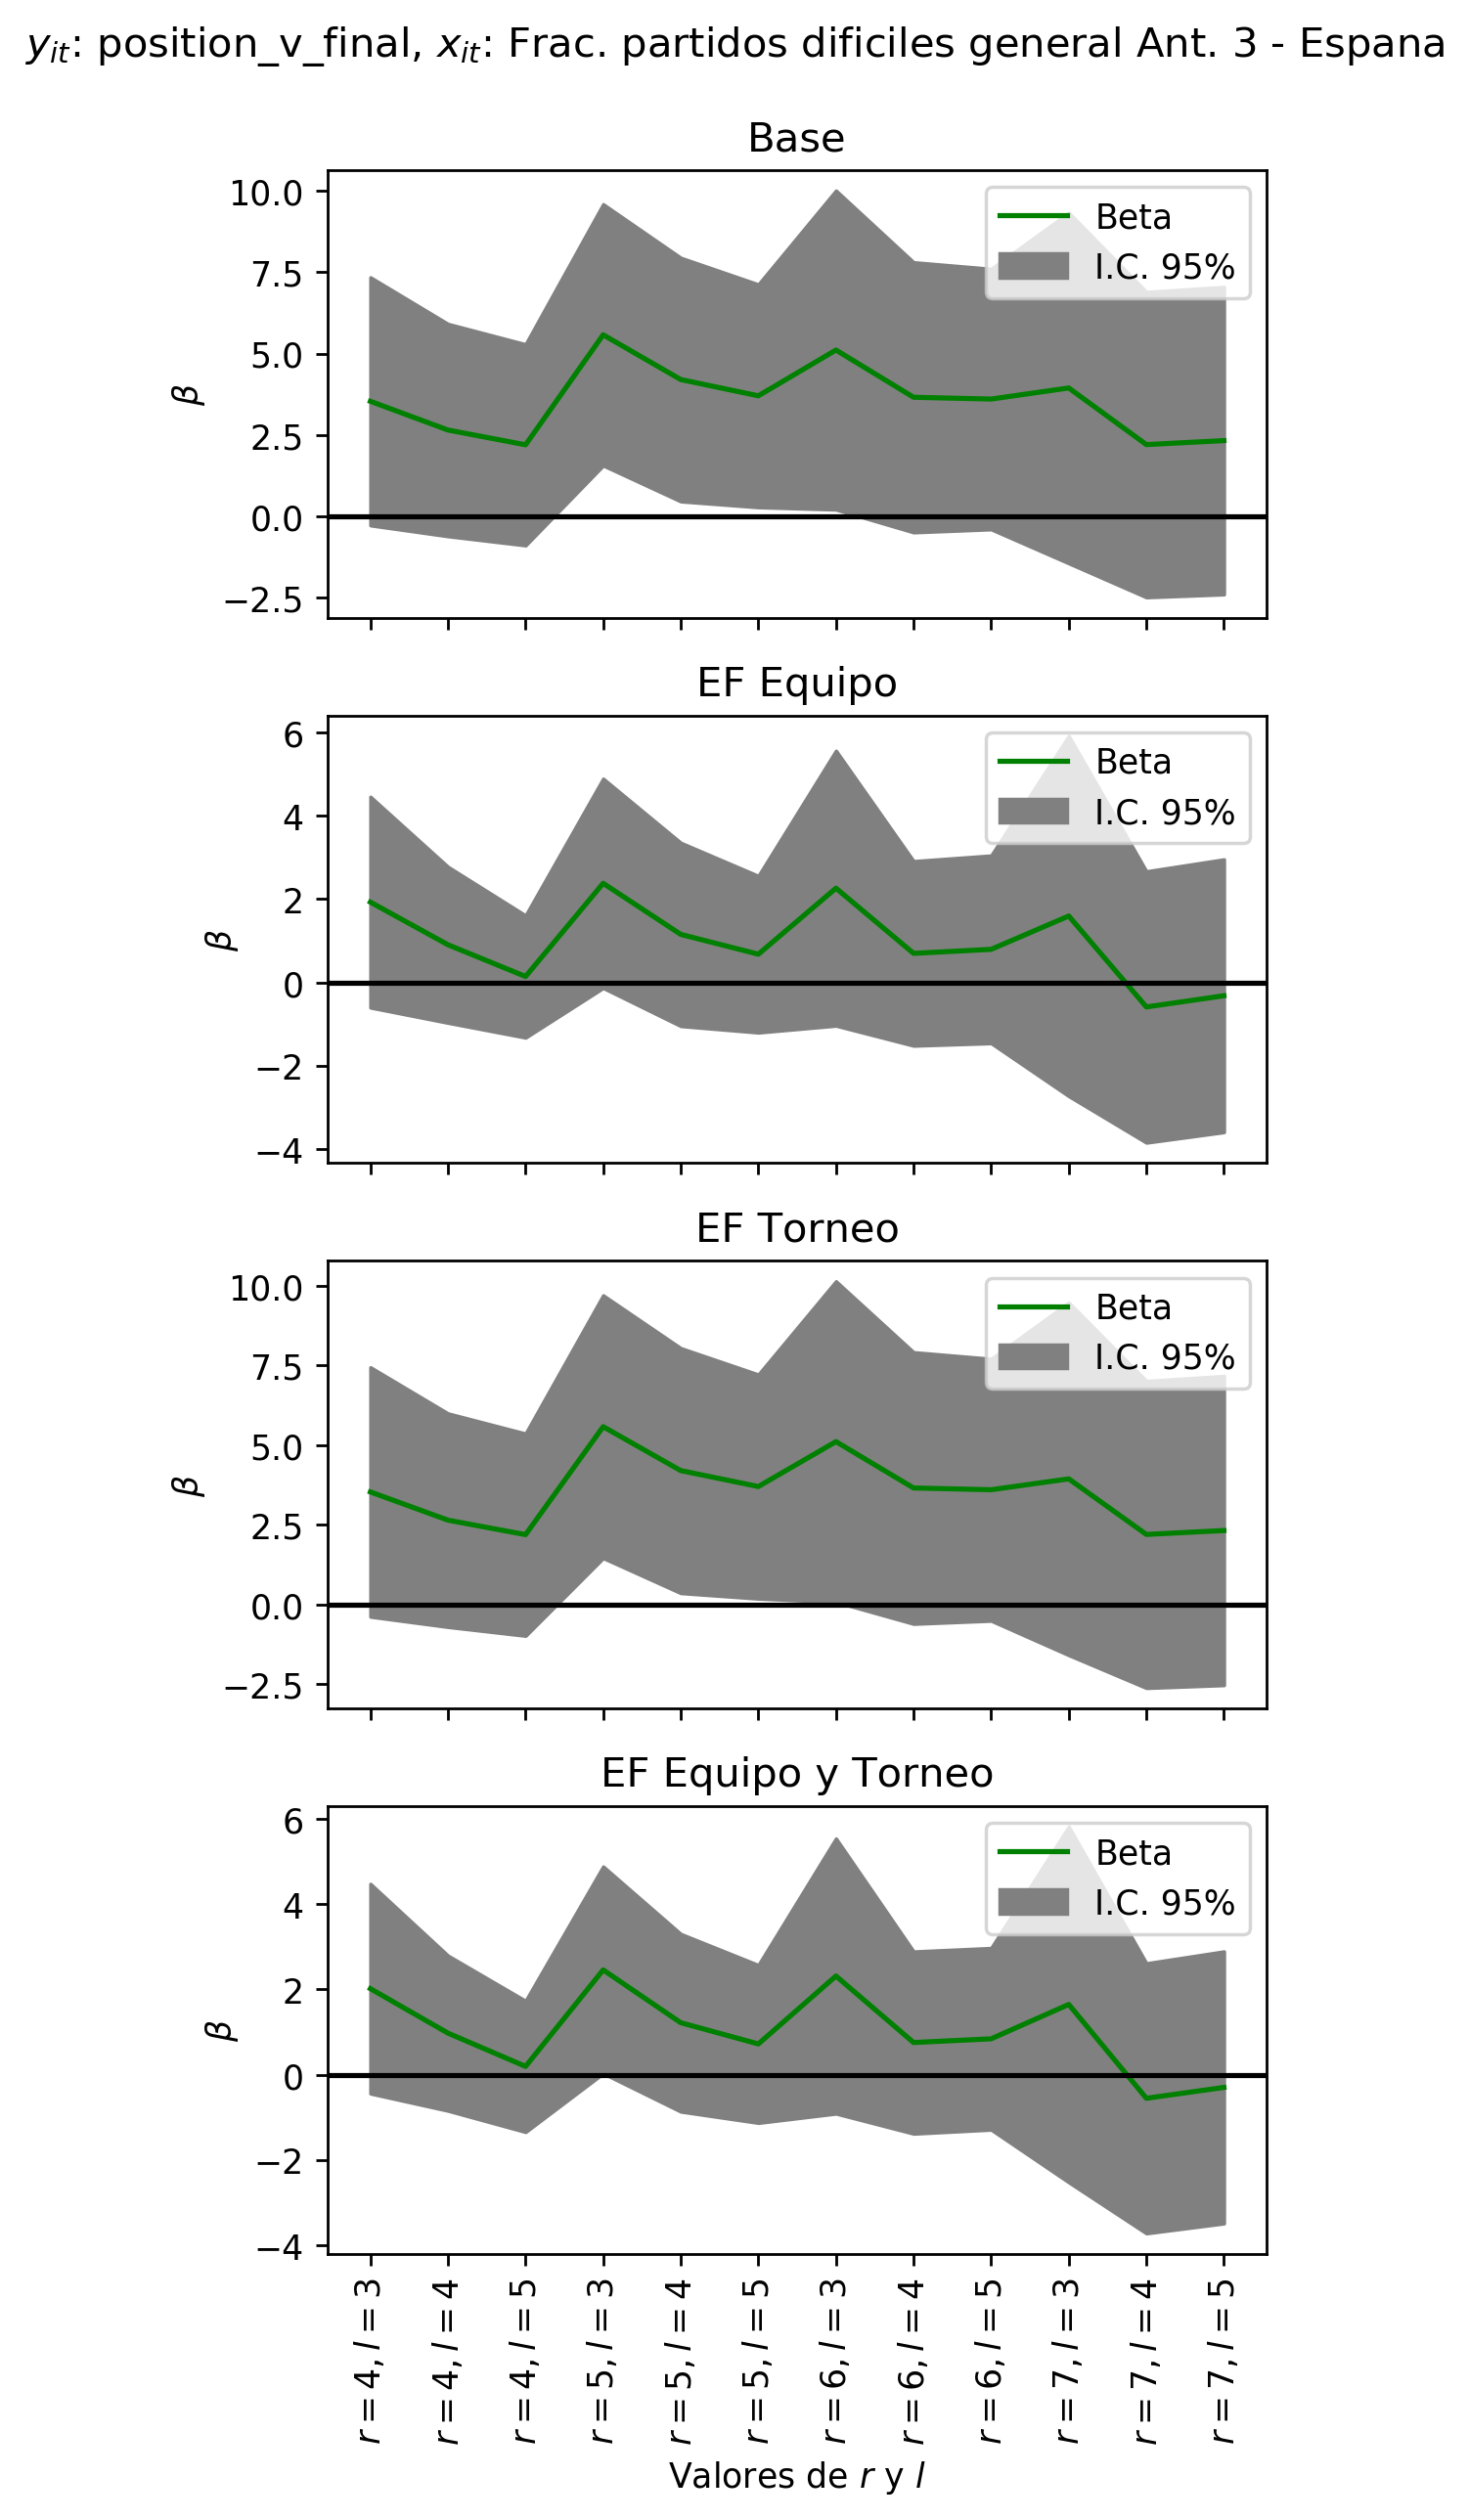 y_it: position_v_final, x_it: Frac. partidos dificiles general Ant. 3 - Espana
Base
10.0
7.5
5.0
2.5
0.0
−2.5
β
Beta
I.C. 95%
EF Equipo
6
4
2
0
−2
−4
β
Beta
I.C. 95%
EF Torneo
10.0
7.5
5.0
2.5
0.0
−2.5
β
Beta
I.C. 95%
EF Equipo y Torneo
6
4
2
0
−2
−4
β
Beta
I.C. 95%
r = 4, l = 3
r = 4, l = 4
r = 4, l = 5
r = 5, l = 3
r = 5, l = 4
r = 5, l = 5
r = 6, l = 3
r = 6, l = 4
r = 6, l = 5
r = 7, l = 3
r = 7, l = 4
r = 7, l = 5
Valores de r y l